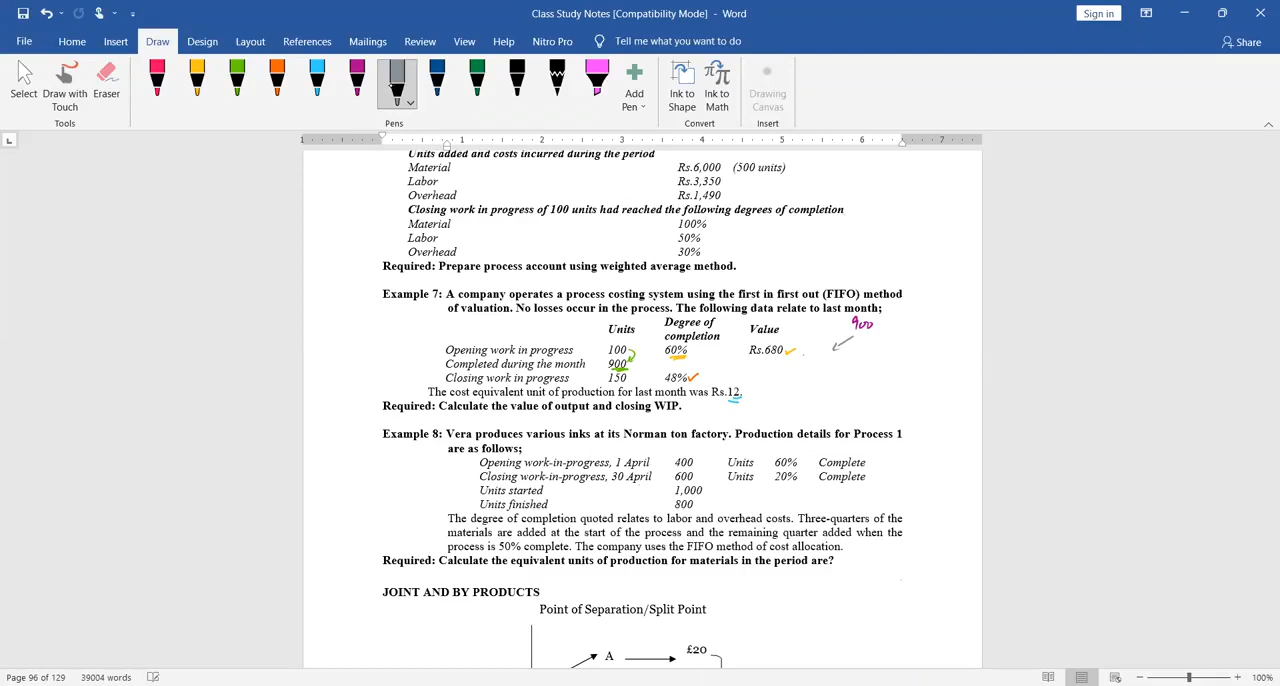 Class Study Notes [Compatibility Mode] - Word
Sign in
File Home Insert Draw Design Layout References Mailings Review View Help Nitro Pro Tell me what you want to do
Share
Select
Draw with Touch
Eraser
Add Pen
Ink to Shape
Ink to Math
Drawing Canvas
Tools
Pens
Convert
Insert
1 1 2 3 4 5 6 7
Units added and costs incurred during the period
Material Rs.6,000 (500 units)
Labor Rs.3,350
Overhead Rs.1,490
Closing work in progress of 100 units had reached the following degrees of completion
Material 100%
Labor 50%
Overhead 30%
Required: Prepare process account using weighted average method.
Example 7: A company operates a process costing system using the first in first out (FIFO) method
of valuation. No losses occur in the process. The following data relate to last month;
900
Units Degree of completion Value
Opening work in progress 100 60% Rs.680
Completed during the month 900
Closing work in progress 150 48%
The cost equivalent unit of production for last month was Rs.12.
Required: Calculate the value of output and closing WIP.
Example 8: Vera produces various inks at its Norman ton factory. Production details for Process 1
are as follows;
Opening work-in-progress, 1 April 400 Units 60% Complete
Closing work-in-progress, 30 April 600 Units 20% Complete
Units started 1,000
Units finished 800
The degree of completion quoted relates to labor and overhead costs. Three-quarters of the
materials are added at the start of the process and the remaining quarter added when the
process is 50% complete. The company uses the FIFO method of cost allocation.
Required: Calculate the equivalent units of production for materials in the period are?
JOINT AND BY PRODUCTS
Point of Separation/Split Point
A £20
Page 96 of 129 39004 words
100%